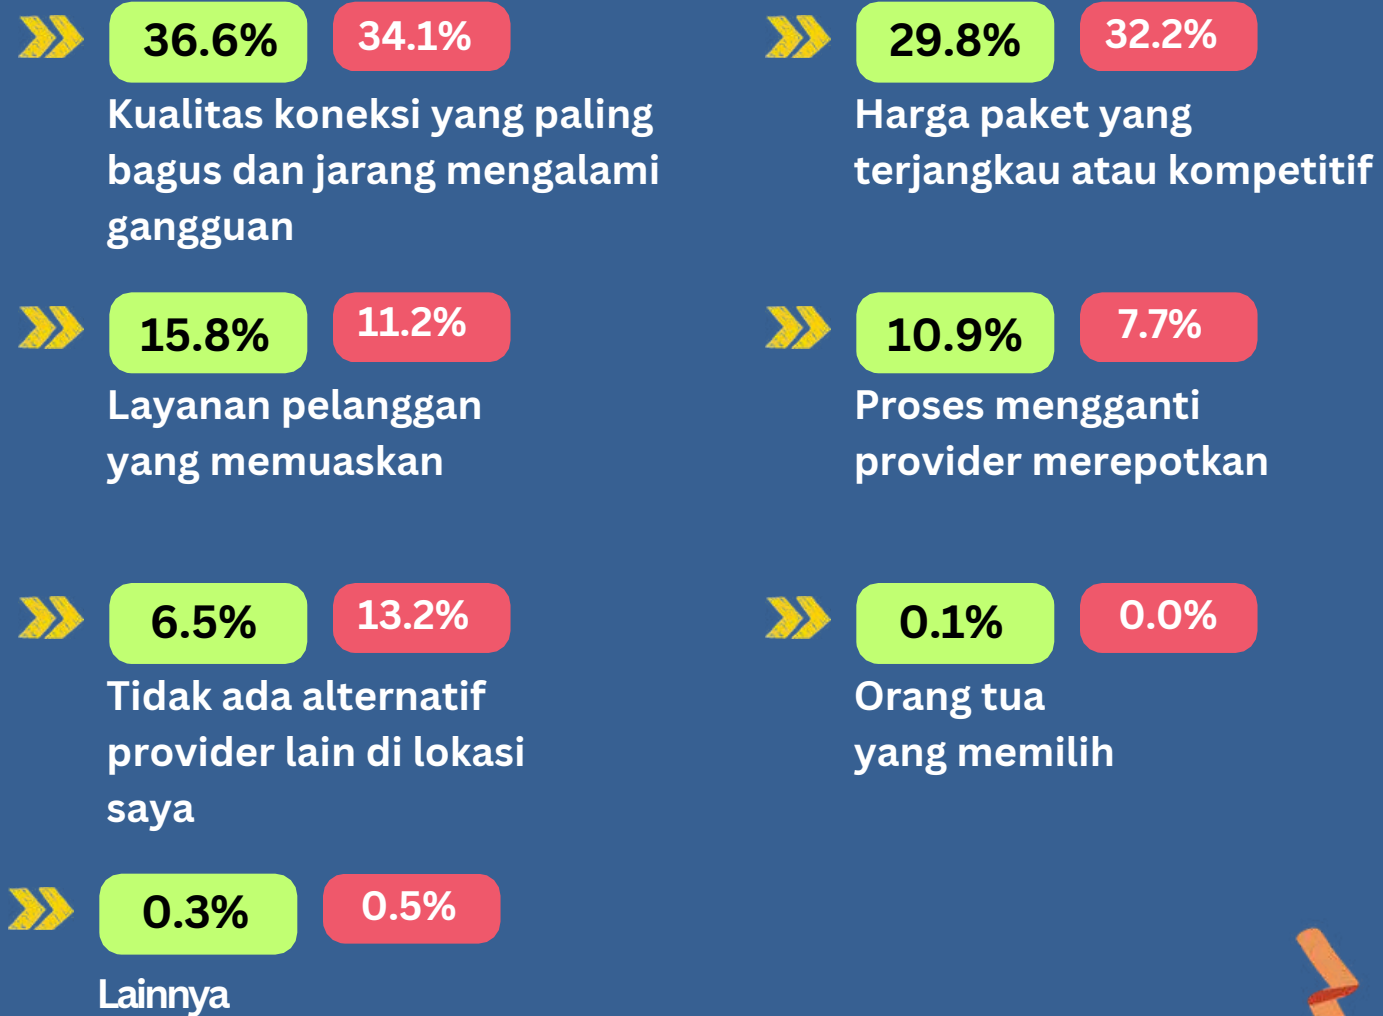 36.6% 34.1%
Kualitas koneksi yang paling
bagus dan jarang mengalami
gangguan
29.8% 32.2%
Harga paket yang
terjangkau atau kompetitif
15.8% 11.2%
Layanan pelanggan
yang memuaskan
10.9% 7.7%
Proses mengganti
provider merepotkan
6.5% 13.2%
Tidak ada alternatif
provider lain di lokasi
saya
0.1% 0.0%
Orang tua
yang memilih
0.3% 0.5%
Lainnya